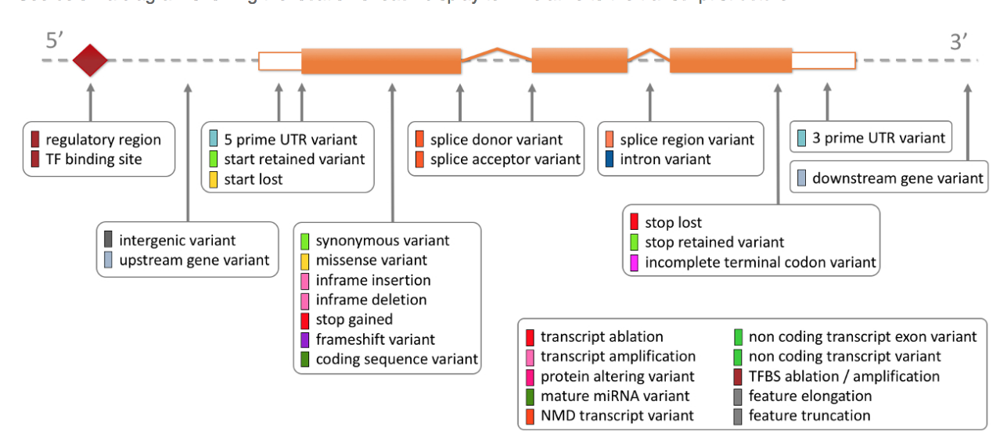 5’
3’
regulatory region
TF binding site
5 prime UTR variant
start retained variant
start lost
splice donor variant
splice acceptor variant
splice region variant
intron variant
3 prime UTR variant
downstream gene variant
intergenic variant
upstream gene variant
synonymous variant
missense variant
inframe insertion
inframe deletion
stop gained
frameshift variant
coding sequence variant
stop lost
stop retained variant
incomplete terminal codon variant
transcript ablation
transcript amplification
protein altering variant
mature miRNA variant
NMD transcript variant
non coding transcript exon variant
non coding transcript variant
TFBS ablation / amplification
feature elongation
feature truncation